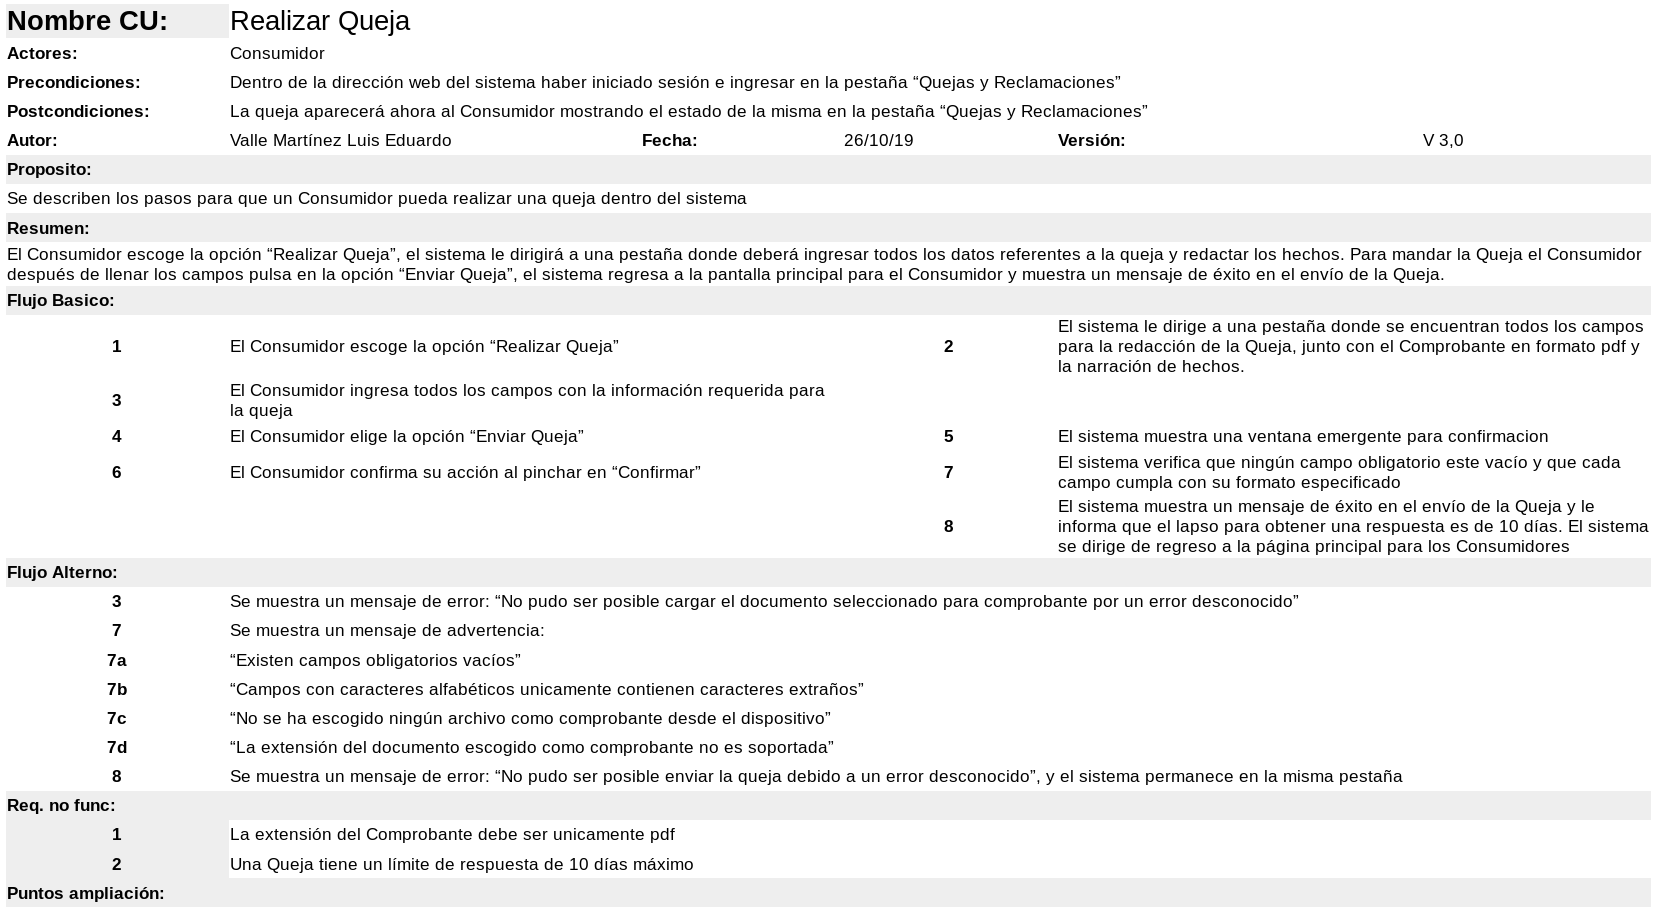 Nombre CU: Realizar Queja
Actores: Consumidor
Precondiciones: Dentro de la dirección web del sistema haber iniciado sesión e ingresar en la pestaña “Quejas y Reclamaciones”
Postcondiciones: La queja aparecerá ahora al Consumidor mostrando el estado de la misma en la pestaña “Quejas y Reclamaciones”
Autor: Valle Martínez Luis Eduardo Fecha: 26/10/19 Versión: V 3,0
Proposito:
Se describen los pasos para que un Consumidor pueda realizar una queja dentro del sistema
Resumen:
El Consumidor escoge la opción “Realizar Queja”, el sistema le dirigirá a una pestaña donde deberá ingresar todos los datos referentes a la queja y redactar los hechos. Para mandar la Queja el Consumidor
después de llenar los campos pulsa en la opción “Enviar Queja”, el sistema regresa a la pantalla principal para el Consumidor y muestra un mensaje de éxito en el envío de la Queja.
Flujo Basico:
1 El Consumidor escoge la opción “Realizar Queja”
2 El sistema le dirige a una pestaña donde se encuentran todos los campos
para la redacción de la Queja, junto con el Comprobante en formato pdf y
la narración de hechos.
3 El Consumidor ingresa todos los campos con la información requerida para
la queja
4 El Consumidor elige la opción “Enviar Queja”
5 El sistema muestra una ventana emergente para confirmacion
6 El Consumidor confirma su acción al pinchar en “Confirmar”
7 El sistema verifica que ningún campo obligatorio este vacío y que cada
campo cumpla con su formato especificado
8 El sistema muestra un mensaje de éxito en el envío de la Queja y le
informa que el lapso para obtener una respuesta es de 10 días. El sistema
se dirige de regreso a la página principal para los Consumidores
Flujo Alterno:
3 Se muestra un mensaje de error: “No pudo ser posible cargar el documento seleccionado para comprobante por un error desconocido”
7 Se muestra un mensaje de advertencia:
7a “Existen campos obligatorios vacíos”
7b “Campos con caracteres alfabéticos unicamente contienen caracteres extraños”
7c “No se ha escogido ningún archivo como comprobante desde el dispositivo”
7d “La extensión del documento escogido como comprobante no es soportada”
8 Se muestra un mensaje de error: “No pudo ser posible enviar la queja debido a un error desconocido”, y el sistema permanece en la misma pestaña
Req. no func:
1 La extensión del Comprobante debe ser unicamente pdf
2 Una Queja tiene un límite de respuesta de 10 días máximo
Puntos ampliación: